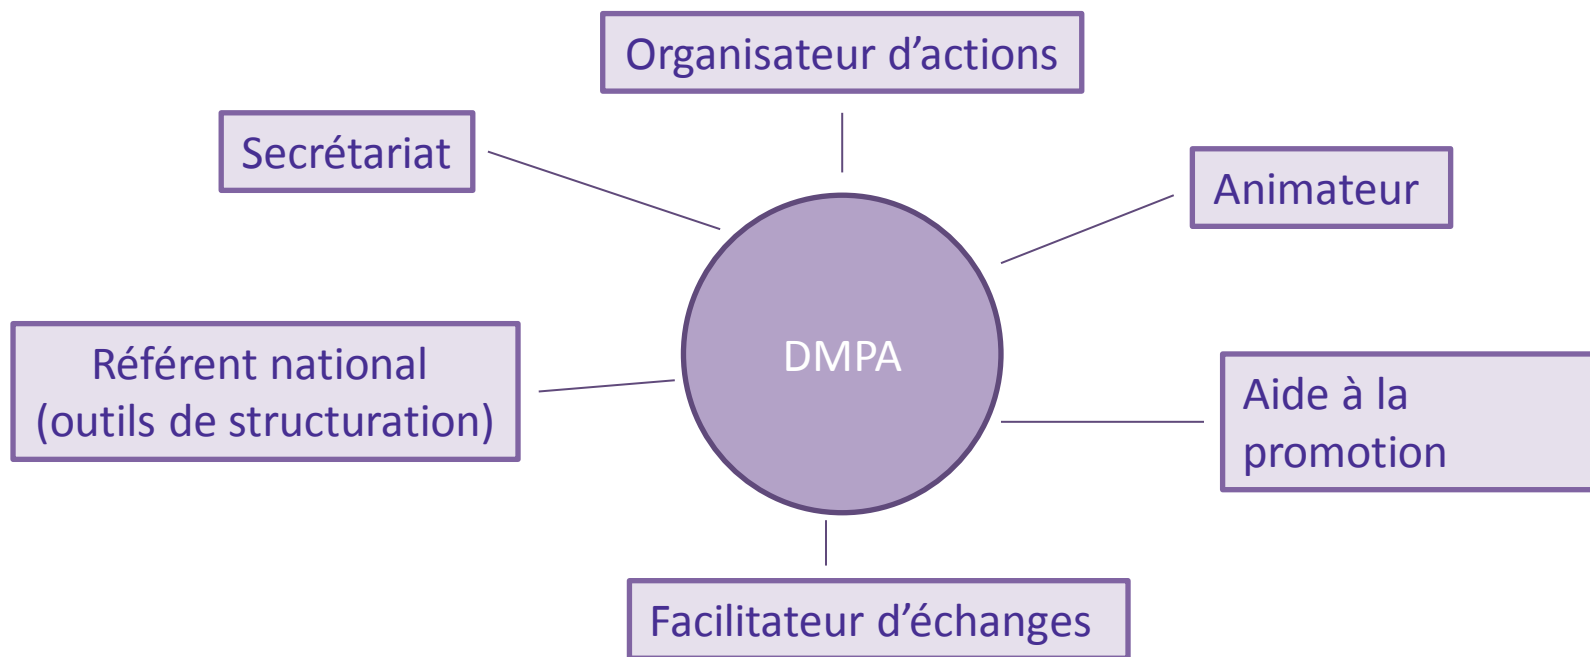 Organisateur d’actions
Secrétariat
Animateur
Référent national
(outils de structuration)
DMPA
Aide à la
promotion
Facilitateur d’échanges